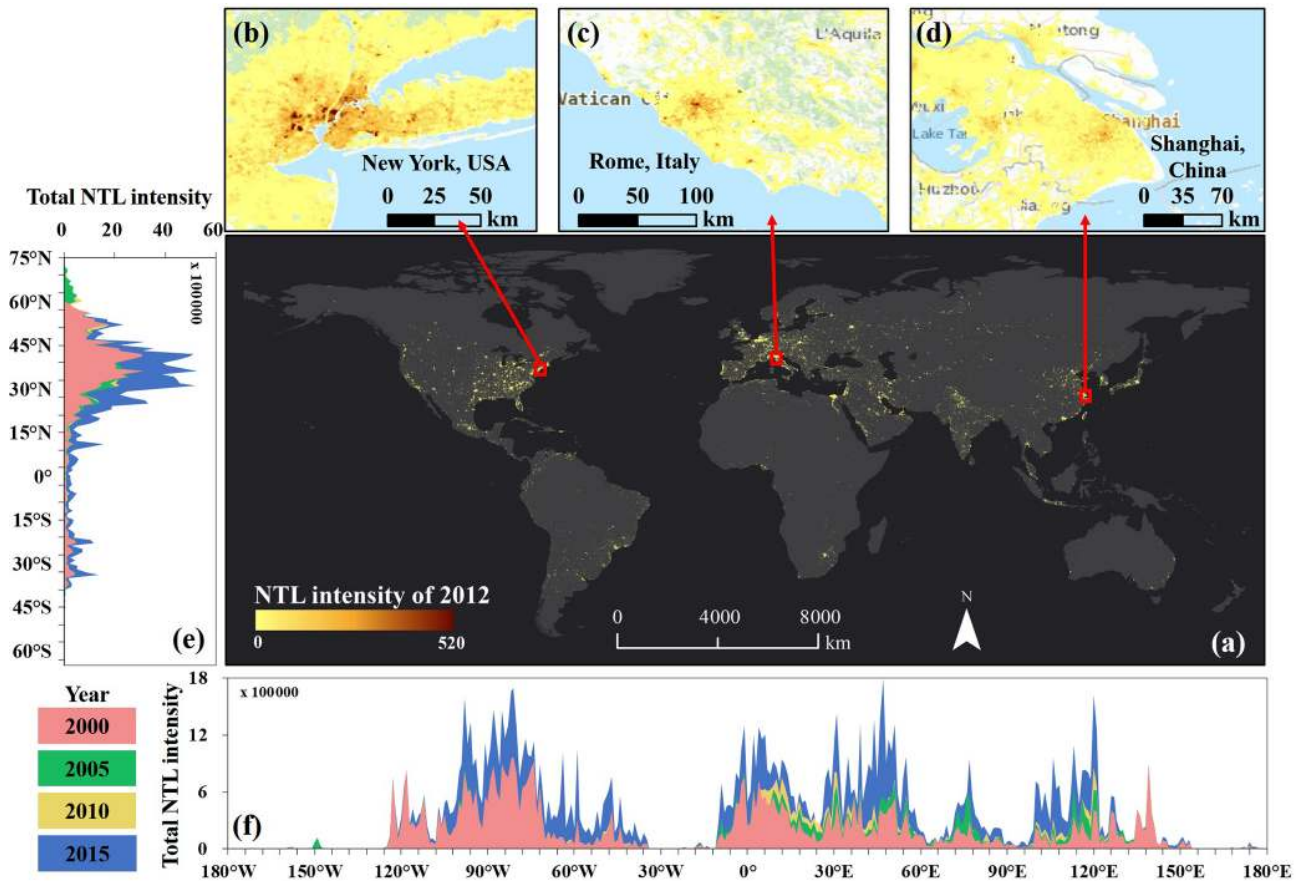 (b)
New York, USA
0 25 50
km
(c)
L'Aquila
Vatican
Rome, Italy
0 50 100
km
(d)
Shanghai
Lake
Huzhou
Shanghai,
China
0 35 70
km
Total NTL intensity
0 20 40 60
x 100000
75°N
60°N
45°N
30°N
15°N
0°
15°S
30°S
45°S
60°S
(e)
NTL intensity of 2012
0 520
0 4000 8000
km
N
(a)
Year
2000
2005
2010
2015
Total NTL intensity
x 100000
18
12
6
0
(f)
180°W 150°W 120°W 90°W 60°W 30°W 0° 30°E 60°E 90°E 120°E 150°E 180°E